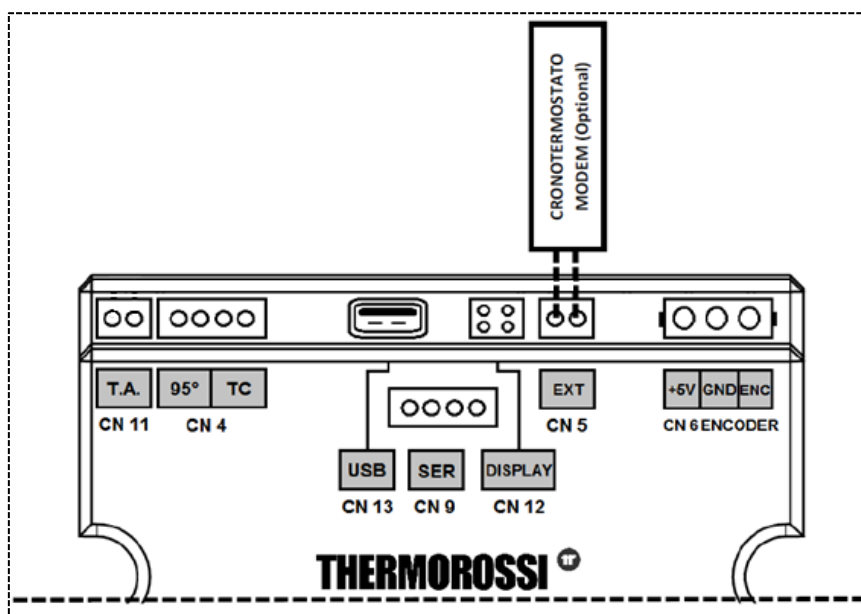 CRONOTERMOSTATO
MODEM (Optional)
T.A.
95°
TC
EXT
+5V
GND
ENC
CN 11
CN 4
CN 5
CN 6 ENCODER
USB
SER
DISPLAY
CN 13
CN 9
CN 12
THERMOROSSI